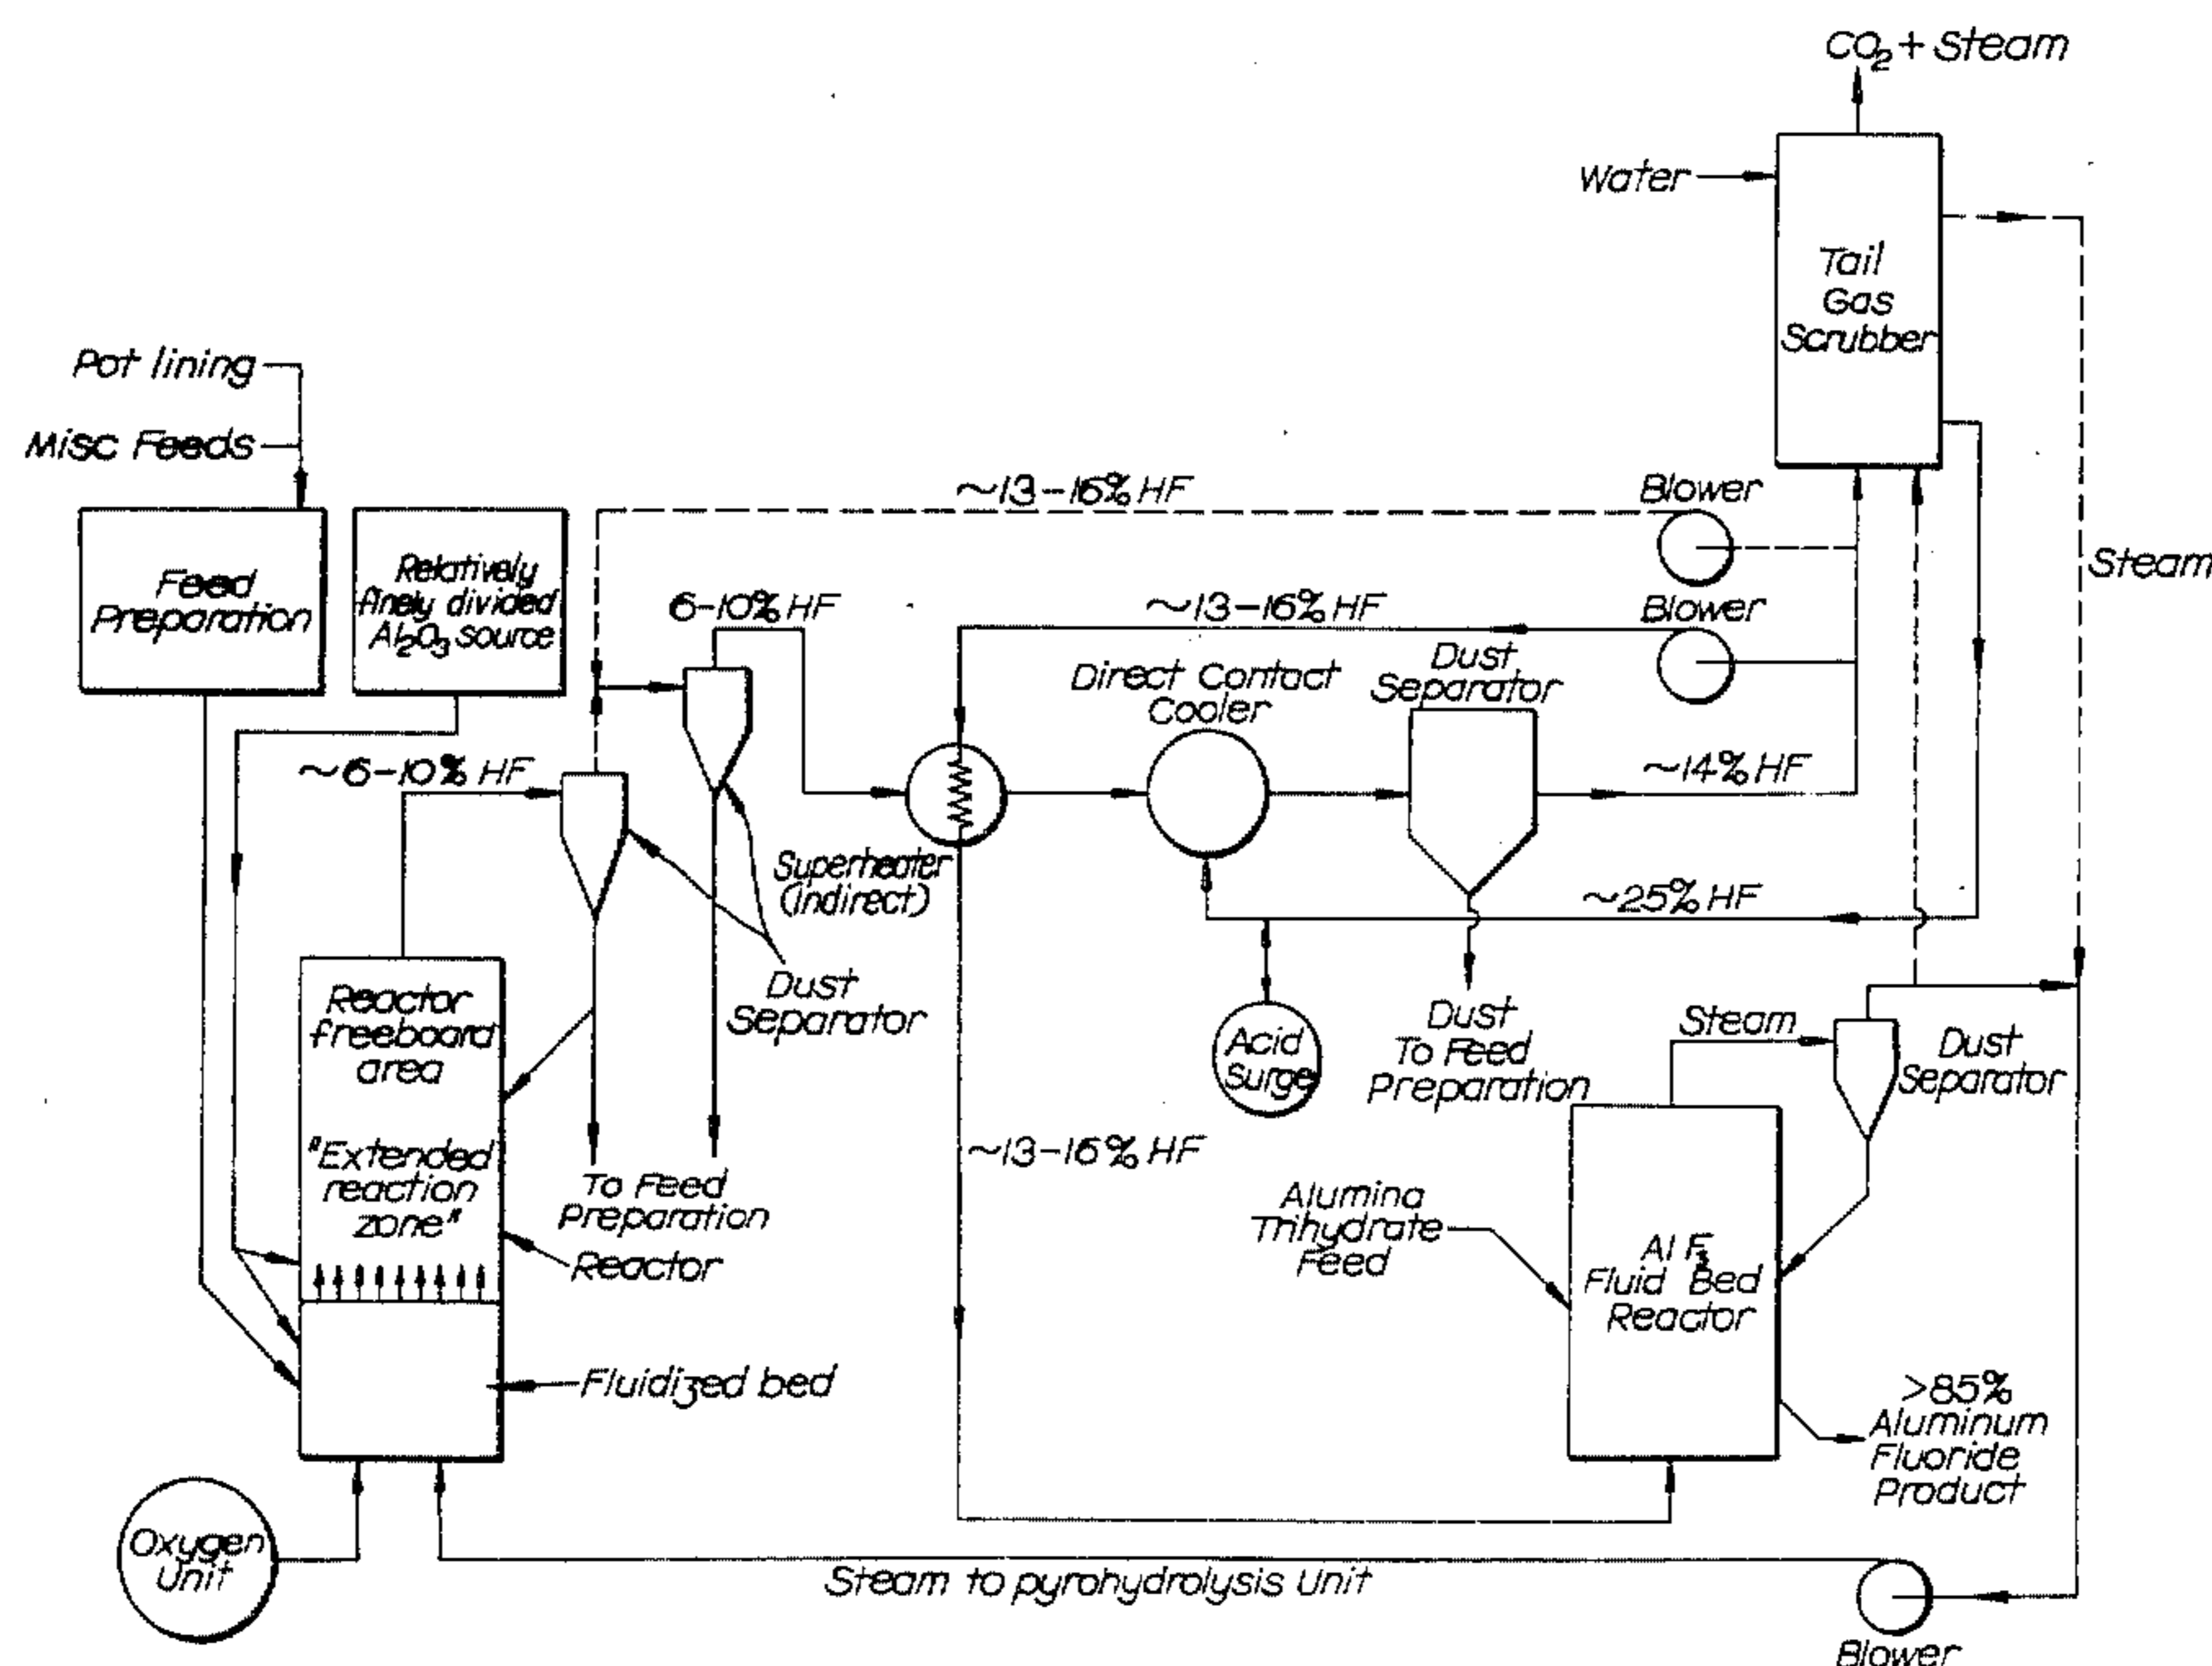 CO2 + Steam
Water
Tail
Gas
Scrubber
Pot lining
Misc Feeds
~13-16% HF
Blower
Steam
Feed
Preparation
Relatively
finely divided
Al2O3 source
6-10% HF
~13-16% HF
Blower
Direct Contact
Cooler
Dust
Separator
~6-10% HF
~14% HF
Superheater
(Indirect)
~25% HF
Dust
Separator
Reactor
freeboard
area
Acid
Surge
Dust
To Feed
Preparation
Steam
Dust
Separator
"Extended
reaction
zone"
~13-16% HF
To Feed
Preparation
Reactor
Alumina
Trihydrate
Feed
Al F3
Fluid Bed
Reactor
Fluidized bed
>85%
Aluminum
Fluoride
Product
Oxygen
Unit
Steam to pyrohydrolysis Unit
Blower